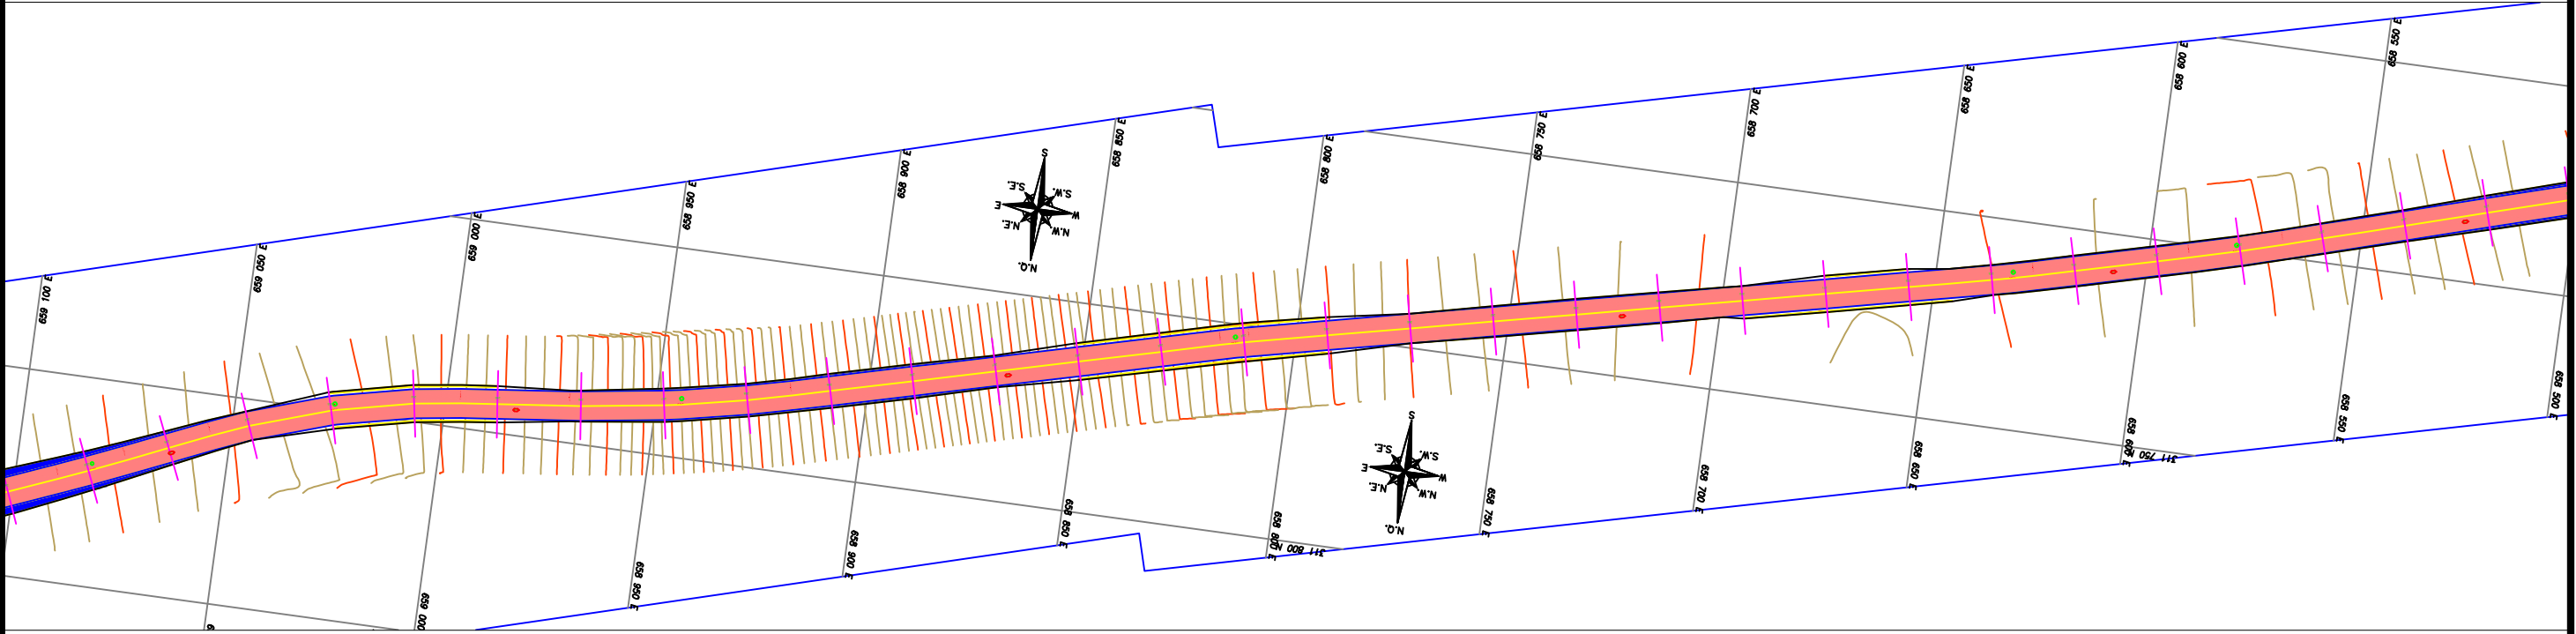 658 550 E
658 600 E
658 650 E
658 700 E
658 750 E
658 850 E
658 800 E
658 900 E
658 950 E
659 000 E
659 050 E
659 100 E
S
S.E. S.W.
E W
N.E. N.W.
N.Q.
S
S.E. S.W.
E W
N.E. N.W.
N.Q.
658 500 E
658 550 E
658 600 E
311 750 N
658 650 E
658 700 E
658 750 E
658 800 E
311 800 N
658 850 E
658 900 E
658 950 E
659 000